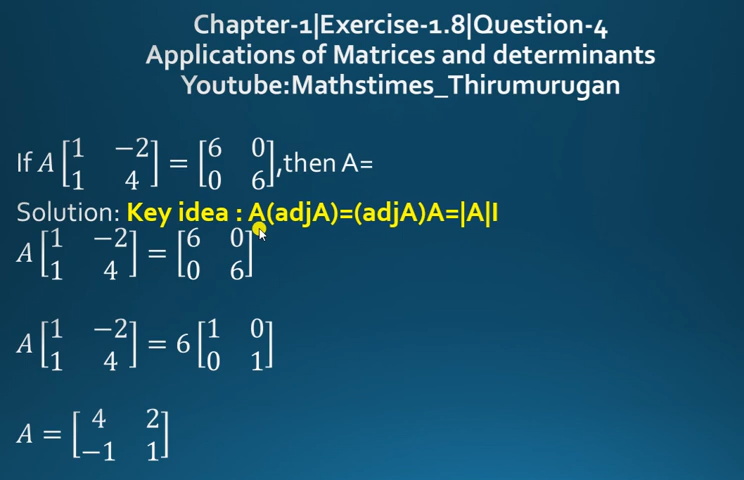 Chapter-1|Exercise-1.8|Question-4
Applications of Matrices and determinants
Youtube:Mathstimes_Thirumurugan
If A [1 −2; 1 4] = [6 0; 0 6], then A=
Solution: Key idea : A(adjA)=(adjA)A=|A|I
A [1 −2; 1 4] = [6 0; 0 6]
A [1 −2; 1 4] = 6 [1 0; 0 1]
A = [4 2; −1 1]